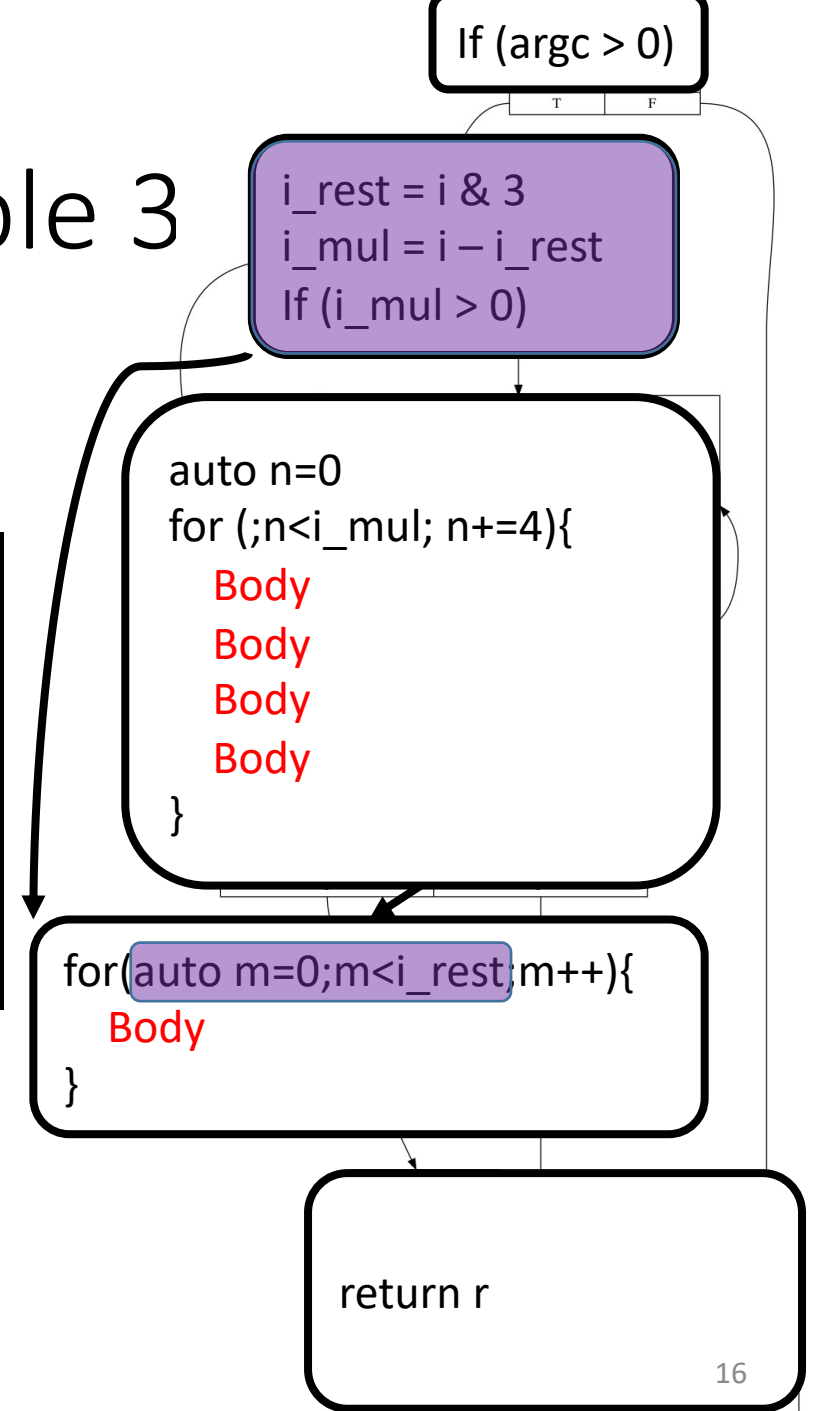 If (argc > 0)
T F
ole 3
i_rest = i & 3
i_mul = i – i_rest
If (i_mul > 0)
auto n=0
for (;n<i_mul; n+=4){
Body
Body
Body
Body
}
for(auto m=0;m<i_rest;m++){
Body
}
return r
16